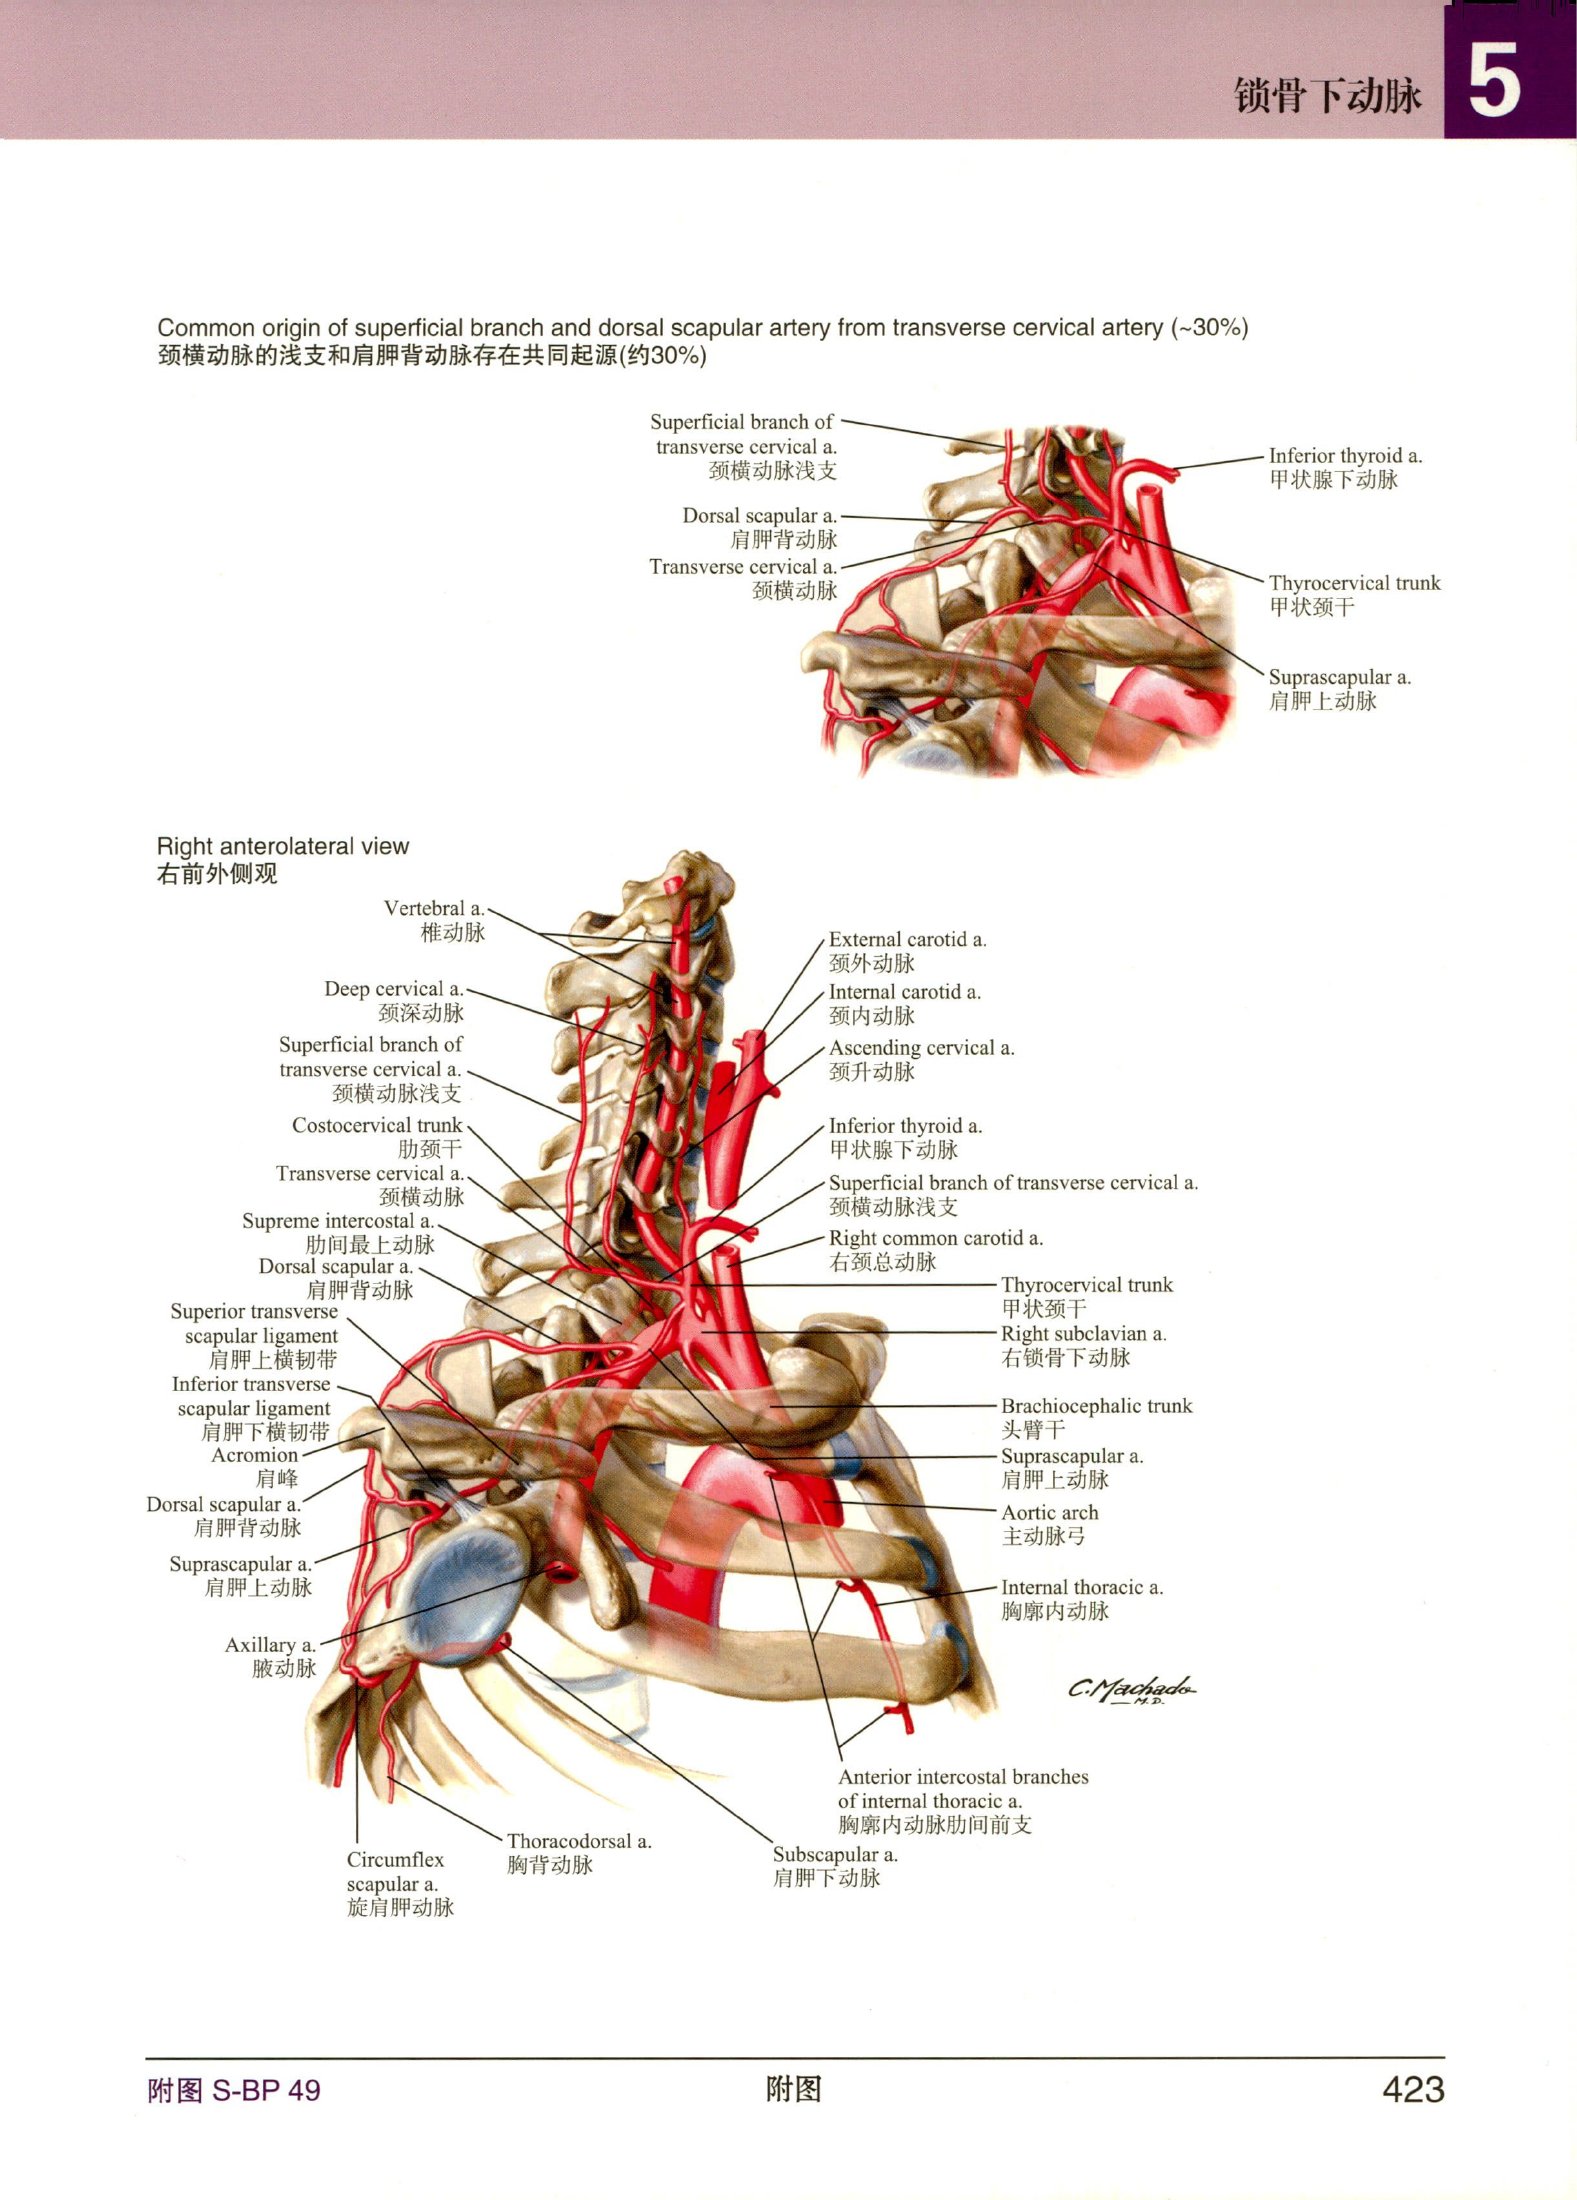 锁骨下动脉
5
Common origin of superficial branch and dorsal scapular artery from transverse cervical artery (~30%)
颈横动脉的浅支和肩胛背动脉存在共同起源(约30%)
Superficial branch of
transverse cervical a.
颈横动脉浅支
Dorsal scapular a.
肩胛背动脉
Transverse cervical a.
颈横动脉
Inferior thyroid a.
甲状腺下动脉
Thyrocervical trunk
甲状颈干
Suprascapular a.
肩胛上动脉
Right anterolateral view
右前外侧观
Vertebral a.
椎动脉
Deep cervical a.
颈深动脉
Superficial branch of
transverse cervical a.
颈横动脉浅支
Costocervical trunk
肋颈干
Transverse cervical a.
颈横动脉
Supreme intercostal a.
肋间最上动脉
Dorsal scapular a.
肩胛背动脉
Superior transverse
scapular ligament
肩胛上横韧带
Inferior transverse
scapular ligament
肩胛下横韧带
Acromion
肩峰
Dorsal scapular a.
肩胛背动脉
Suprascapular a.
肩胛上动脉
Axillary a.
腋动脉
External carotid a.
颈外动脉
Internal carotid a.
颈内动脉
Ascending cervical a.
颈升动脉
Inferior thyroid a.
甲状腺下动脉
Superficial branch of transverse cervical a.
颈横动脉浅支
Right common carotid a.
右颈总动脉
Thyrocervical trunk
甲状颈干
Right subclavian a.
右锁骨下动脉
Brachiocephalic trunk
头臂干
Suprascapular a.
肩胛上动脉
Aortic arch
主动脉弓
Internal thoracic a.
胸廓内动脉
C. Machado
M.D.
Anterior intercostal branches
of internal thoracic a.
胸廓内动脉肋间前支
Circumflex
scapular a.
旋肩胛动脉
Thoracodorsal a.
胸背动脉
Subscapular a.
肩胛下动脉
附图 S-BP 49
附图
423